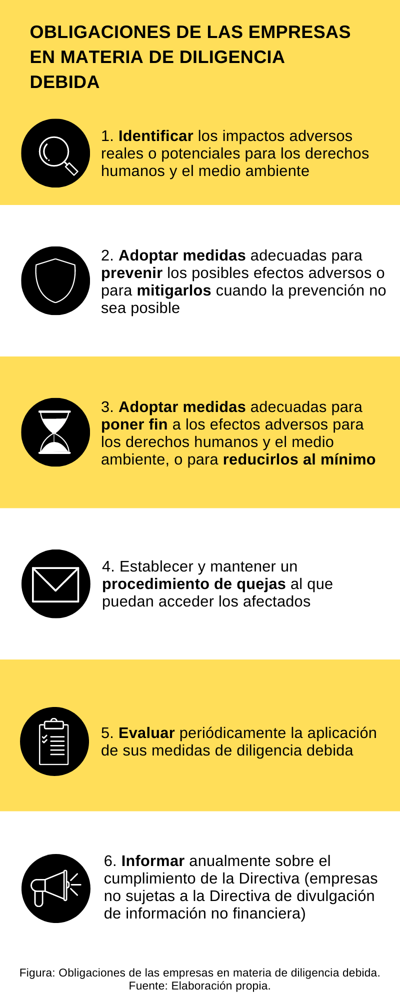 OBLIGACIONES DE LAS EMPRESAS
EN MATERIA DE DILIGENCIA
DEBIDA
1. Identificar los impactos adversos
reales o potenciales para los derechos
humanos y el medio ambiente
2. Adoptar medidas adecuadas para
prevenir los posibles efectos adversos o
para mitigarlos cuando la prevención no
sea posible
3. Adoptar medidas adecuadas para
poner fin a los efectos adversos para
los derechos humanos y el medio
ambiente, o para reducirlos al mínimo
4. Establecer y mantener un
procedimiento de quejas al que
puedan acceder los afectados
5. Evaluar periódicamente la aplicación
de sus medidas de diligencia debida
6. Informar anualmente sobre el
cumplimiento de la Directiva (empresas
no sujetas a la Directiva de divulgación
de información no financiera)
Figura: Obligaciones de las empresas en materia de diligencia debida.
Fuente: Elaboración propia.